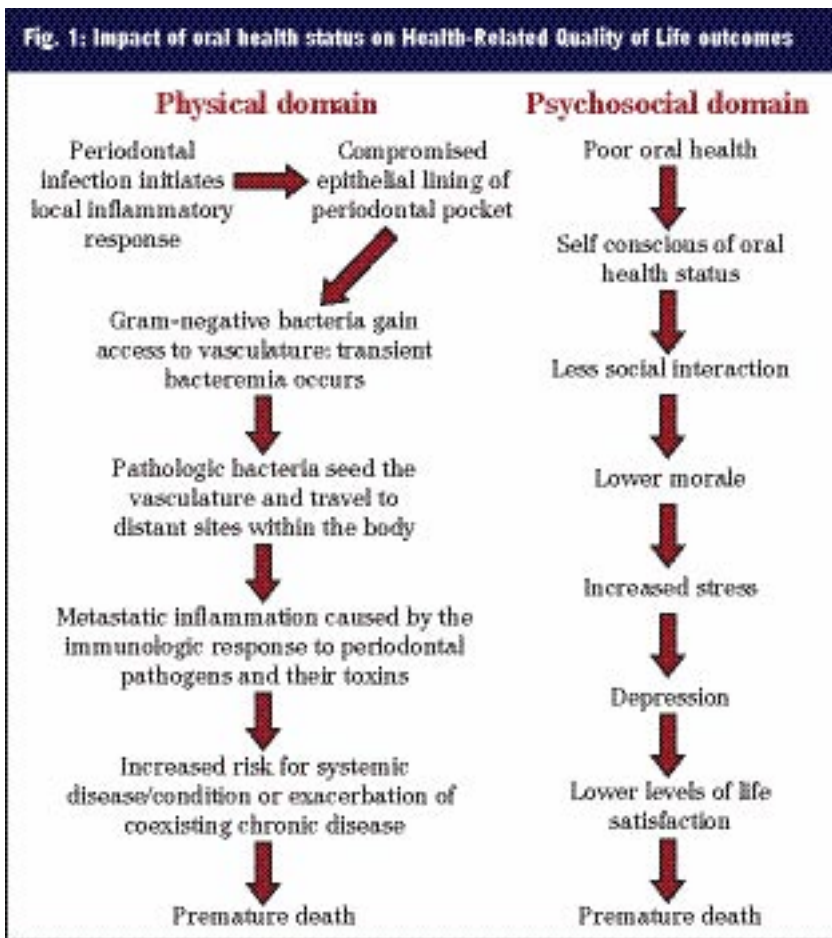 Fig. 1: Impact of oral health status on Health-Related Quality of Life outcomes
Physical domain
Periodontal
infection initiates
local inflammatory
response
Compromised
epithelial lining of
periodontal pocket
Gram-negative bacteria gain
access to vasculature: transient
bacteremia occurs
Pathologic bacteria seed the
vasculature and travel to
distant sites within the body
Metastatic inflammation caused by the
immunologic response to periodontal
pathogens and their toxins
Increased risk for systemic
disease/condition or exacerbation of
coexisting chronic disease
Premature death
Psychosocial domain
Poor oral health
Self conscious of oral
health status
Less social interaction
Lower morale
Increased stress
Depression
Lower levels of life
satisfaction
Premature death